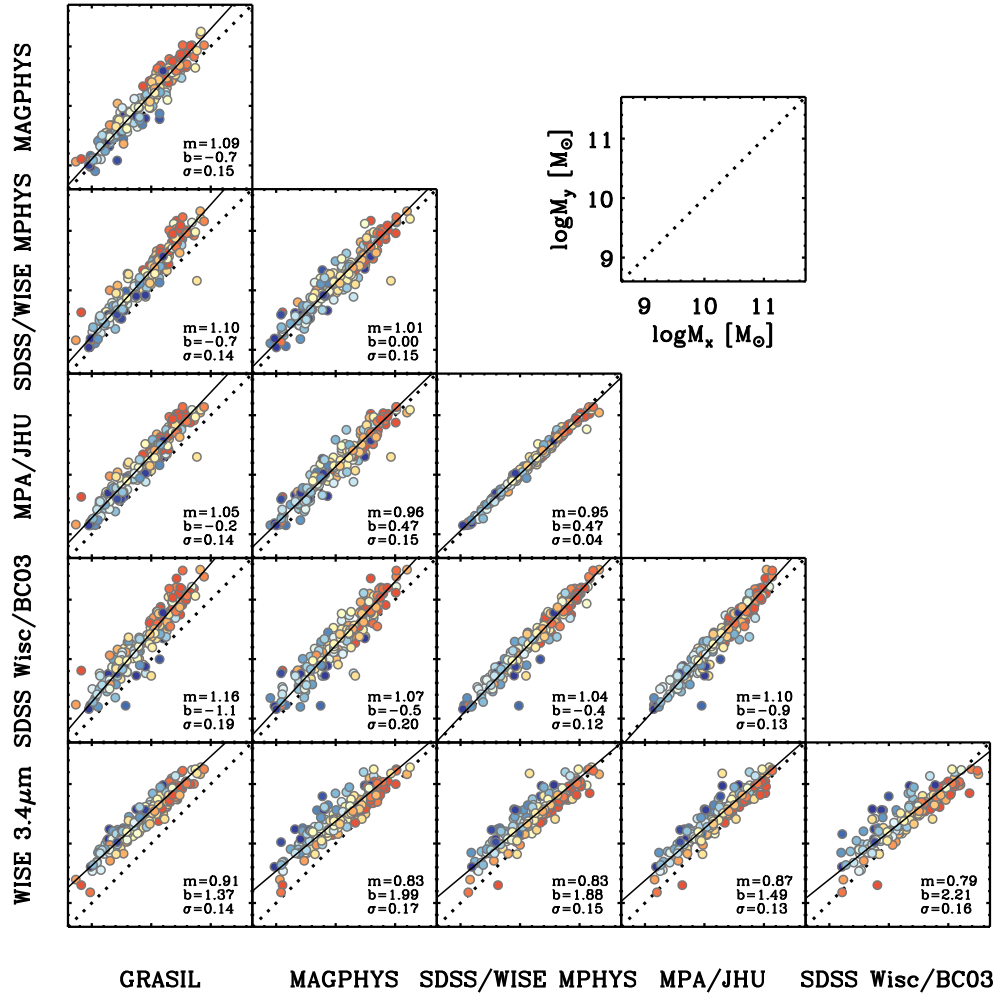 MAGPHYS
m=1.09
b=−0.7
σ=0.15
11
10
9
logMy [M⊙]
9 10 11
logMx [M⊙]
SDSS/WISE MPHYS
m=1.10
b=−0.7
σ=0.14
m=1.01
b=0.00
σ=0.15
MPA/JHU
m=1.05
b=−0.2
σ=0.14
m=0.96
b=0.47
σ=0.15
m=0.95
b=0.47
σ=0.04
SDSS Wisc/BC03
m=1.16
b=−1.1
σ=0.19
m=1.07
b=−0.5
σ=0.20
m=1.04
b=−0.4
σ=0.12
m=1.10
b=−0.9
σ=0.13
WISE 3.4μm
m=0.91
b=1.37
σ=0.14
m=0.83
b=1.99
σ=0.17
m=0.83
b=1.88
σ=0.15
m=0.87
b=1.49
σ=0.13
m=0.79
b=2.21
σ=0.16
GRASIL MAGPHYS SDSS/WISE MPHYS MPA/JHU SDSS Wisc/BC03